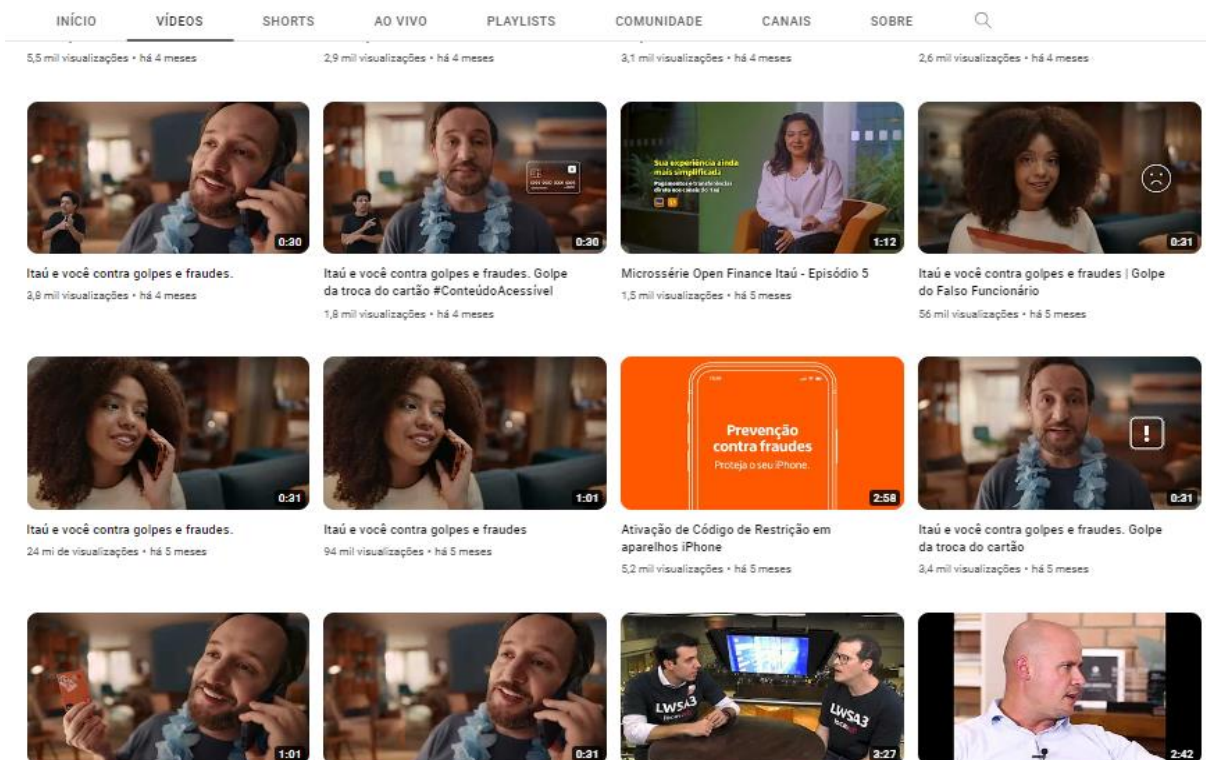 INÍCIO VÍDEOS SHORTS AO VIVO PLAYLISTS COMUNIDADE CANAIS SOBRE
5,5 mil visualizações • há 4 meses
2,9 mil visualizações • há 4 meses
3,1 mil visualizações • há 4 meses
2,6 mil visualizações • há 4 meses
0:30
Itaú e você contra golpes e fraudes.
3,8 mil visualizações • há 4 meses
0:30
Itaú e você contra golpes e fraudes. Golpe
da troca do cartão #ConteúdoAcessível
1,8 mil visualizações • há 4 meses
Sua experiência ainda
mais simplificada
Pagamentos e transferências
1:12
Microssérie Open Finance Itaú - Episódio 5
1,5 mil visualizações • há 5 meses
0:31
Itaú e você contra golpes e fraudes | Golpe
do Falso Funcionário
56 mil visualizações • há 5 meses
0:31
Itaú e você contra golpes e fraudes.
24 mi de visualizações • há 5 meses
1:01
Itaú e você contra golpes e fraudes
94 mil visualizações • há 5 meses
Prevenção
contra fraudes
Proteja o seu iPhone.
2:58
Ativação de Código de Restrição em
aparelhos iPhone
5,2 mil visualizações • há 5 meses
!
0:31
Itaú e você contra golpes e fraudes. Golpe
da troca do cartão
3,4 mil visualizações • há 5 meses
1:01
0:31
LWSA3
LWSA3
3:27
2:42